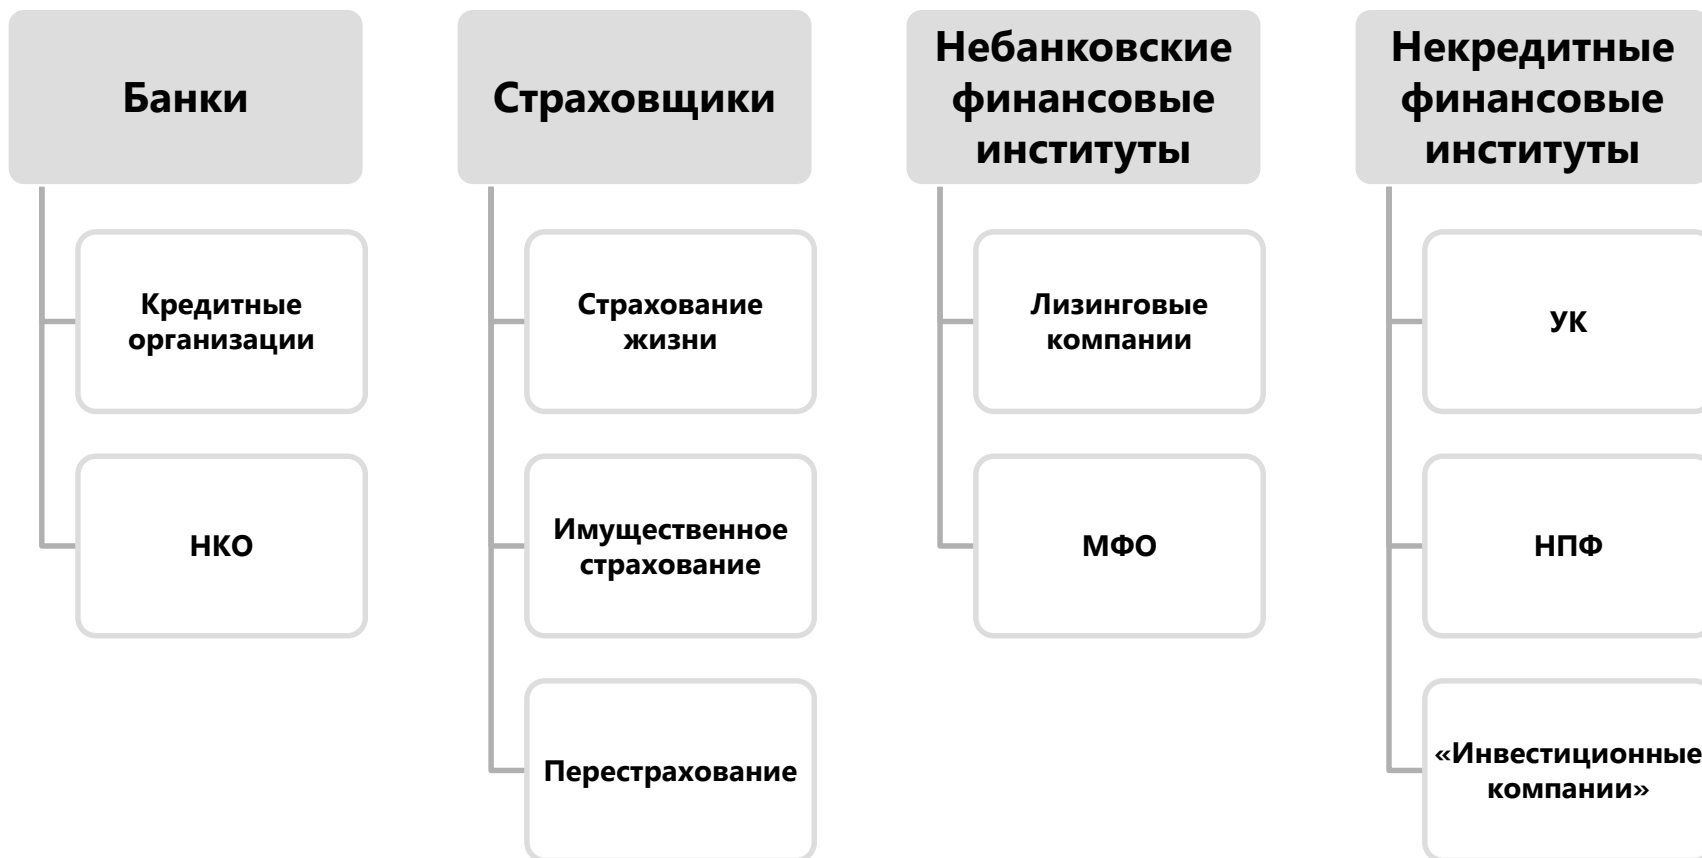 Банки
Кредитные
организации
НКО
Страховщики
Страхование
жизни
Имущественное
страхование
Перестрахование
Небанковские
финансовые
институты
Лизинговые
компании
МФО
Некредитные
финансовые
институты
УК
НПФ
«Инвестиционные
компании»